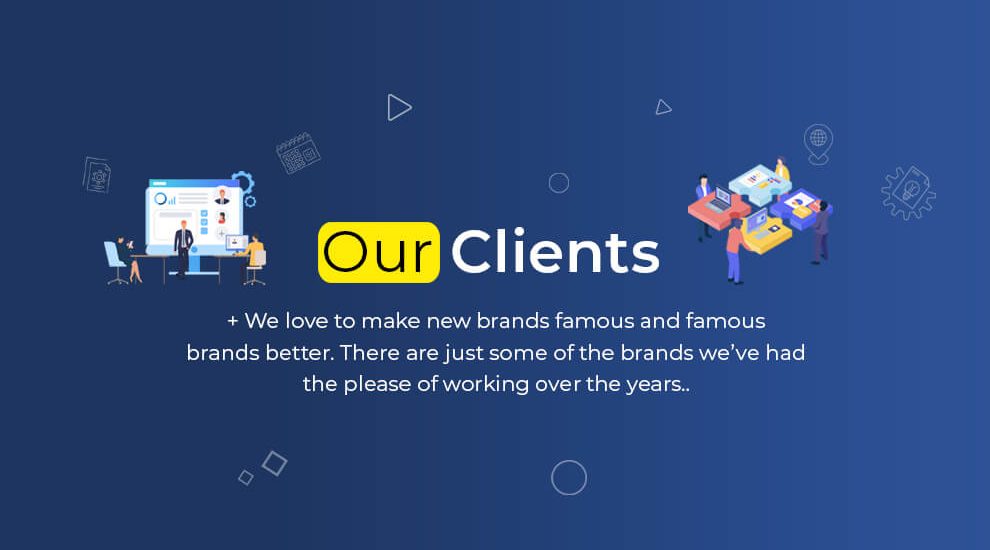 Our Clients
+ We love to make new brands famous and famous
brands better. There are just some of the brands we’ve had
the please of working over the years..